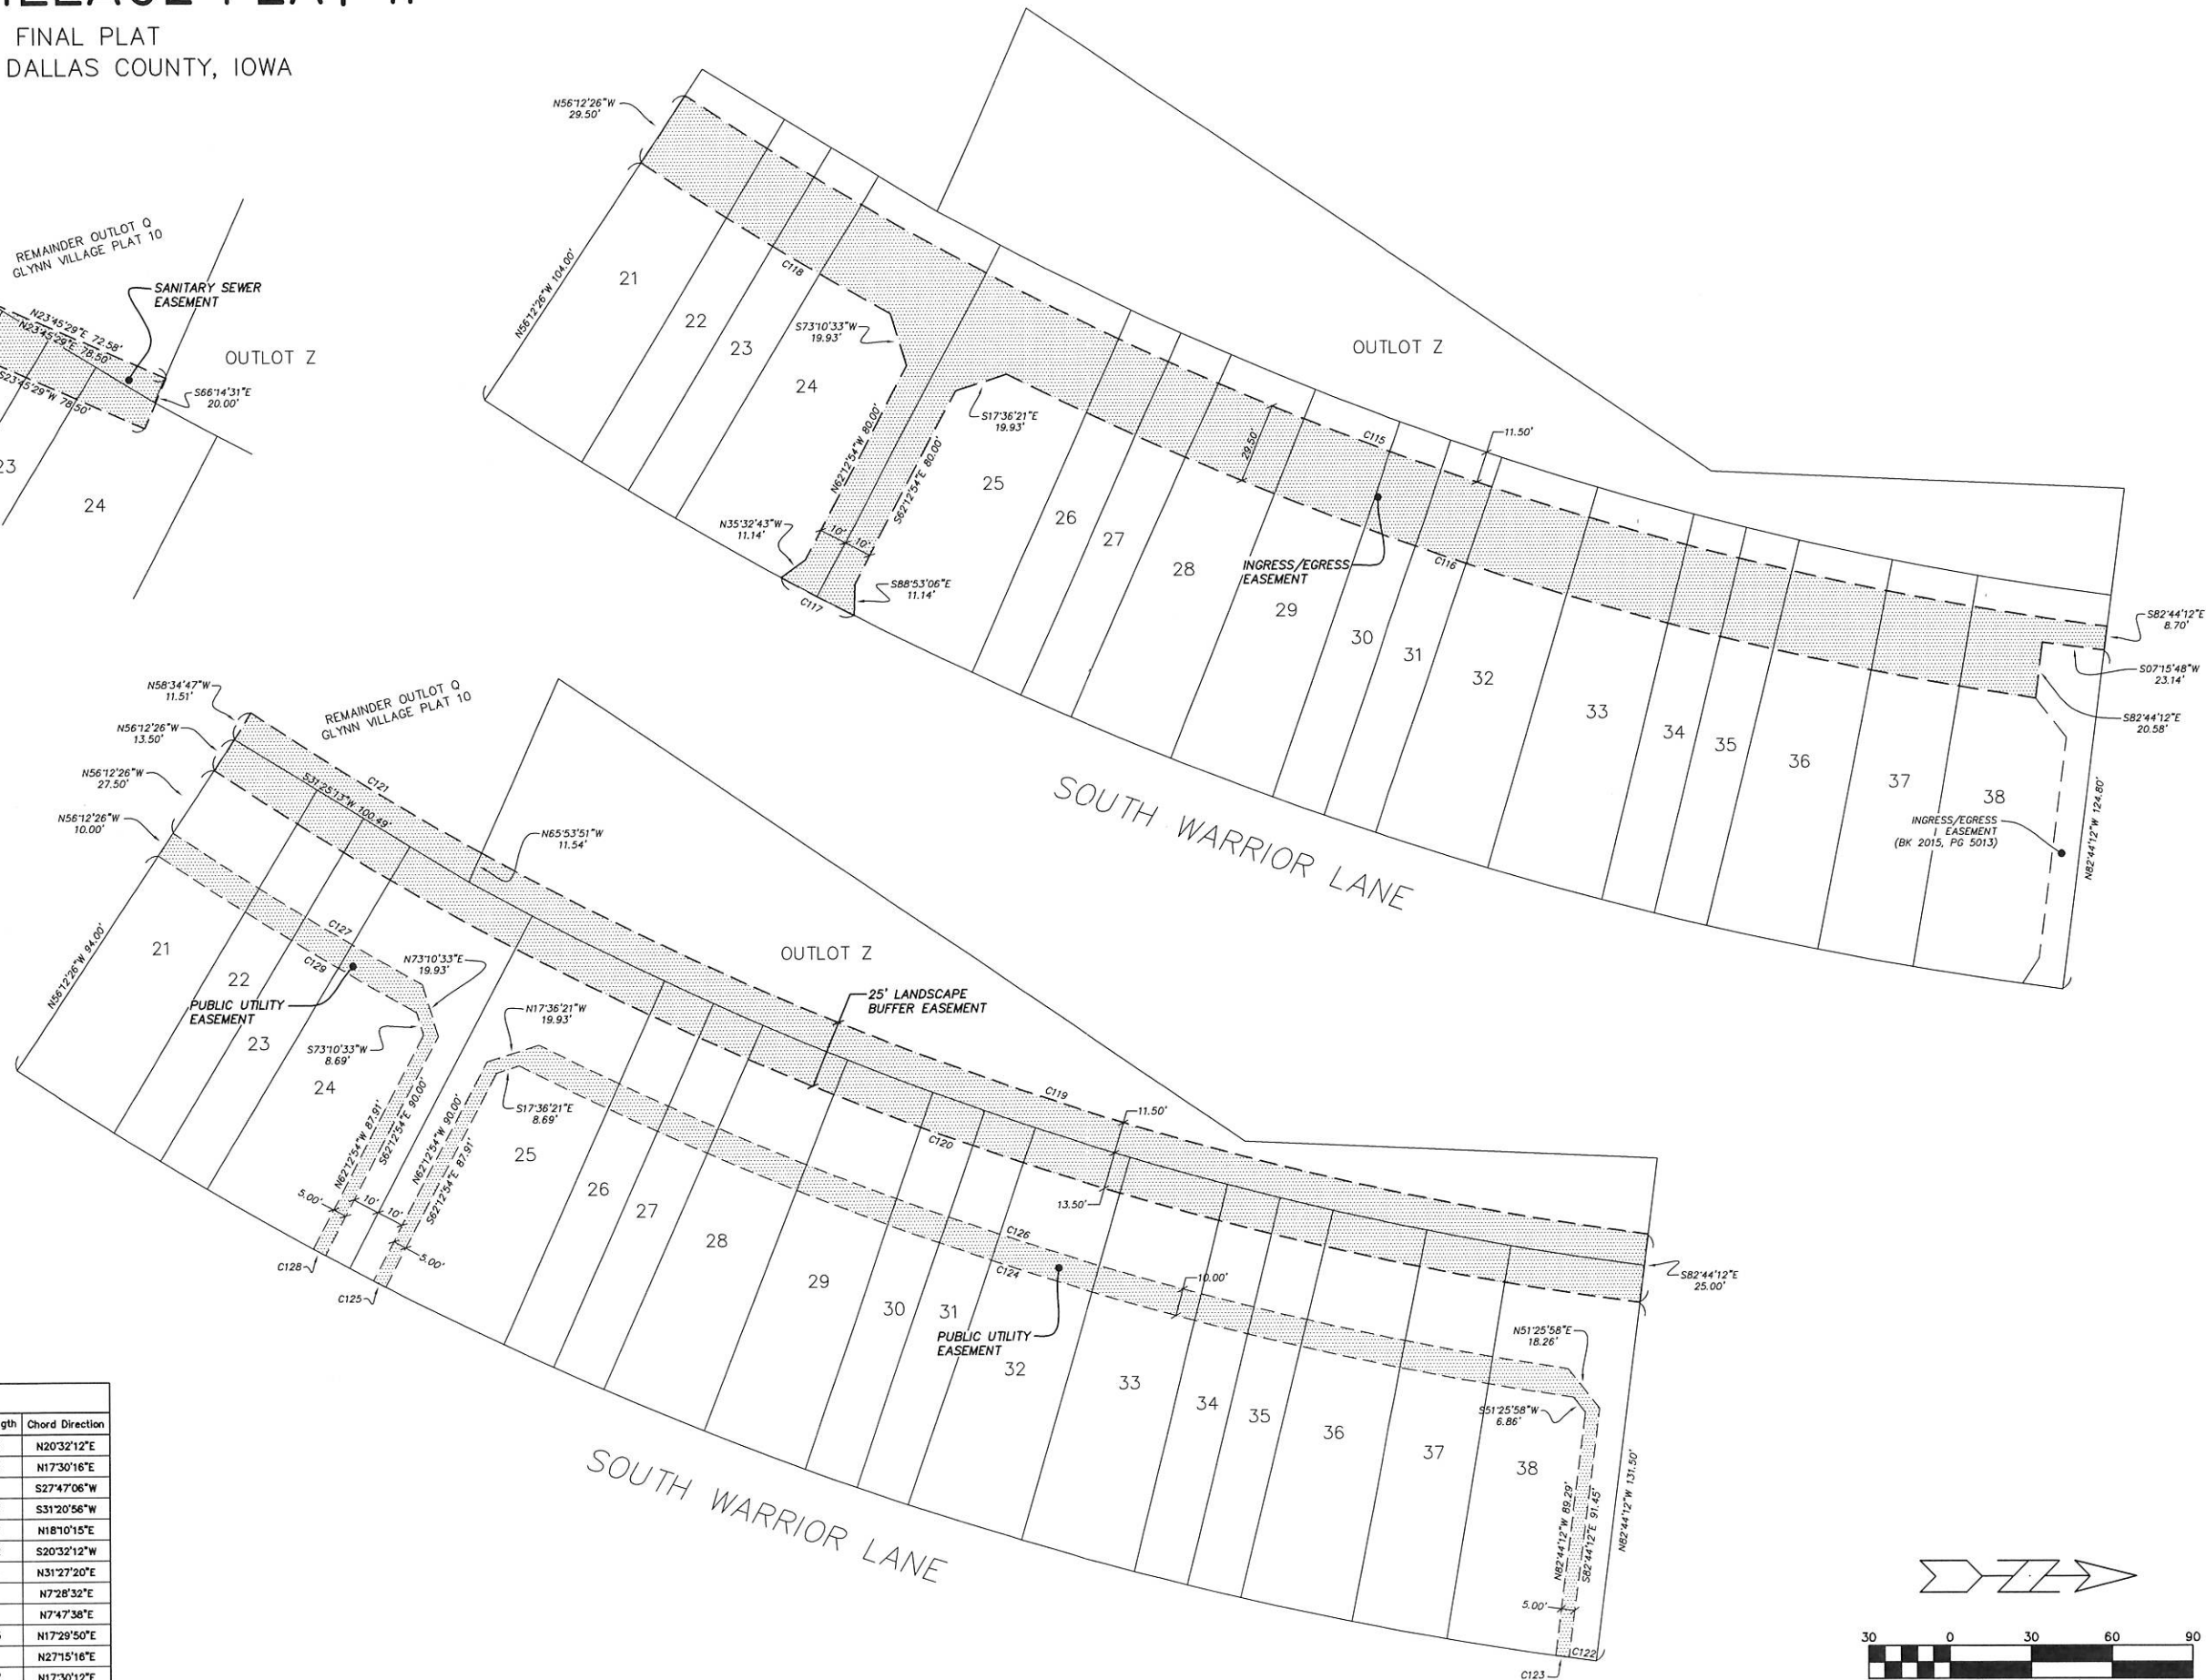 FINAL PLAT
DALLAS COUNTY, IOWA
REMAINDER OUTLOT Q
GLYNN VILLAGE PLAT 10
SANITARY SEWER
EASEMENT
N23°45'29"E 72.58'
N23°45'29"E 78.50'
S23°45'29"W 78.50'
OUTLOT Z
S66°14'31"E
20.00'
23
24
N56°12'26"W
29.50'
N56°12'26"W 104.00'
21
22
23
24
C118
S73°10'33"W
19.93'
N62°12'54"W 80.00'
S62°12'54"E 80.00'
S17°36'21"E
19.93'
N35°32'43"W
11.14'
10'
10'
S88°53'06"E
11.14'
C117
OUTLOT Z
29.50'
C115
11.50'
C116
INGRESS/EGRESS
EASEMENT
25
26
27
28
29
30
31
32
33
34
35
36
37
38
S82°44'12"E
8.70'
S07°15'48"W
23.14'
S82°44'12"E
20.58'
INGRESS/EGRESS
EASEMENT
(BK 2015, PG 5013)
N82°44'12"W 124.80'
SOUTH WARRIOR LANE
N58°34'47"W
11.51'
N56°12'26"W
13.50'
N56°12'26"W
27.50'
N56°12'26"W
10.00'
REMAINDER OUTLOT Q
GLYNN VILLAGE PLAT 10
C121
S31°25'13"W 100.49'
N65°53'51"W
11.54'
N56°12'26"W 94.00'
21
22
23
24
C127
C129
PUBLIC UTILITY
EASEMENT
N73°10'33"E
19.93'
S73°10'33"W
8.69'
N17°36'21"W
19.93'
S17°36'21"E
8.69'
N62°12'54"W 87.91'
S62°12'54"E 90.00'
N62°12'54"W 90.00'
S62°12'54"E 87.91'
5.00'
10'
10'
5.00'
C128
C125
OUTLOT Z
25' LANDSCAPE
BUFFER EASEMENT
C119
11.50'
C120
13.50'
C126
C124
10.00'
PUBLIC UTILITY
EASEMENT
25
26
27
28
29
30
31
32
33
34
35
36
37
38
S82°44'12"E
25.00'
N51°25'58"E
18.26'
S51°25'58"W
6.86'
N82°44'12"W 89.29'
S82°44'12"E 91.45'
N82°44'12"W 131.50'
5.00'
C122
C123
SOUTH WARRIOR LANE
gth Chord Direction
N20°32'12"E
N17°30'16"E
S27°47'06"W
S31°20'56"W
N18°10'15"E
S20°32'12"W
N31°27'20"E
N7°28'32"E
N7°47'38"E
N17°29'50"E
N27°15'16"E
N17°30'12"E
30 0 30 60 90